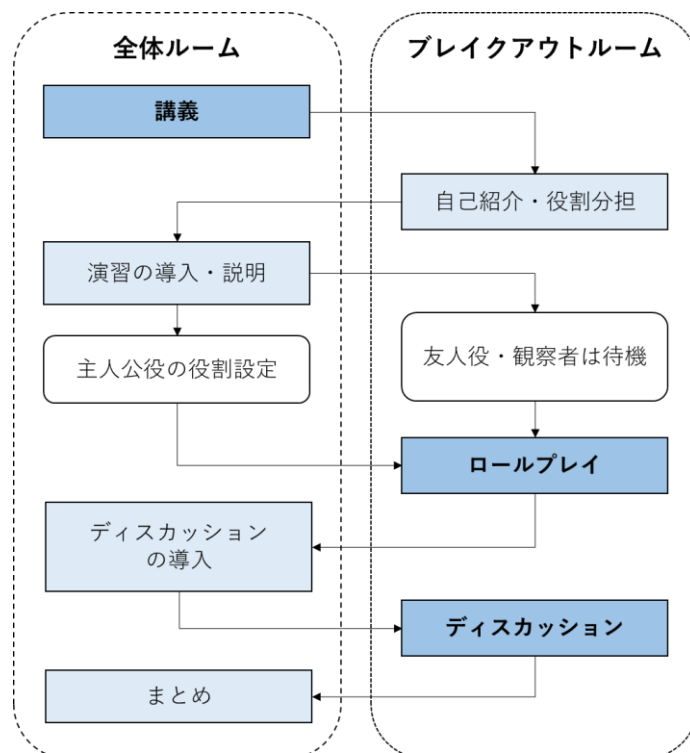 全体ルーム
ブレイクアウトルーム
講義
自己紹介・役割分担
演習の導入・説明
主人公役の役割設定
友人役・観察者は待機
ロールプレイ
ディスカッション
の導入
ディスカッション
まとめ